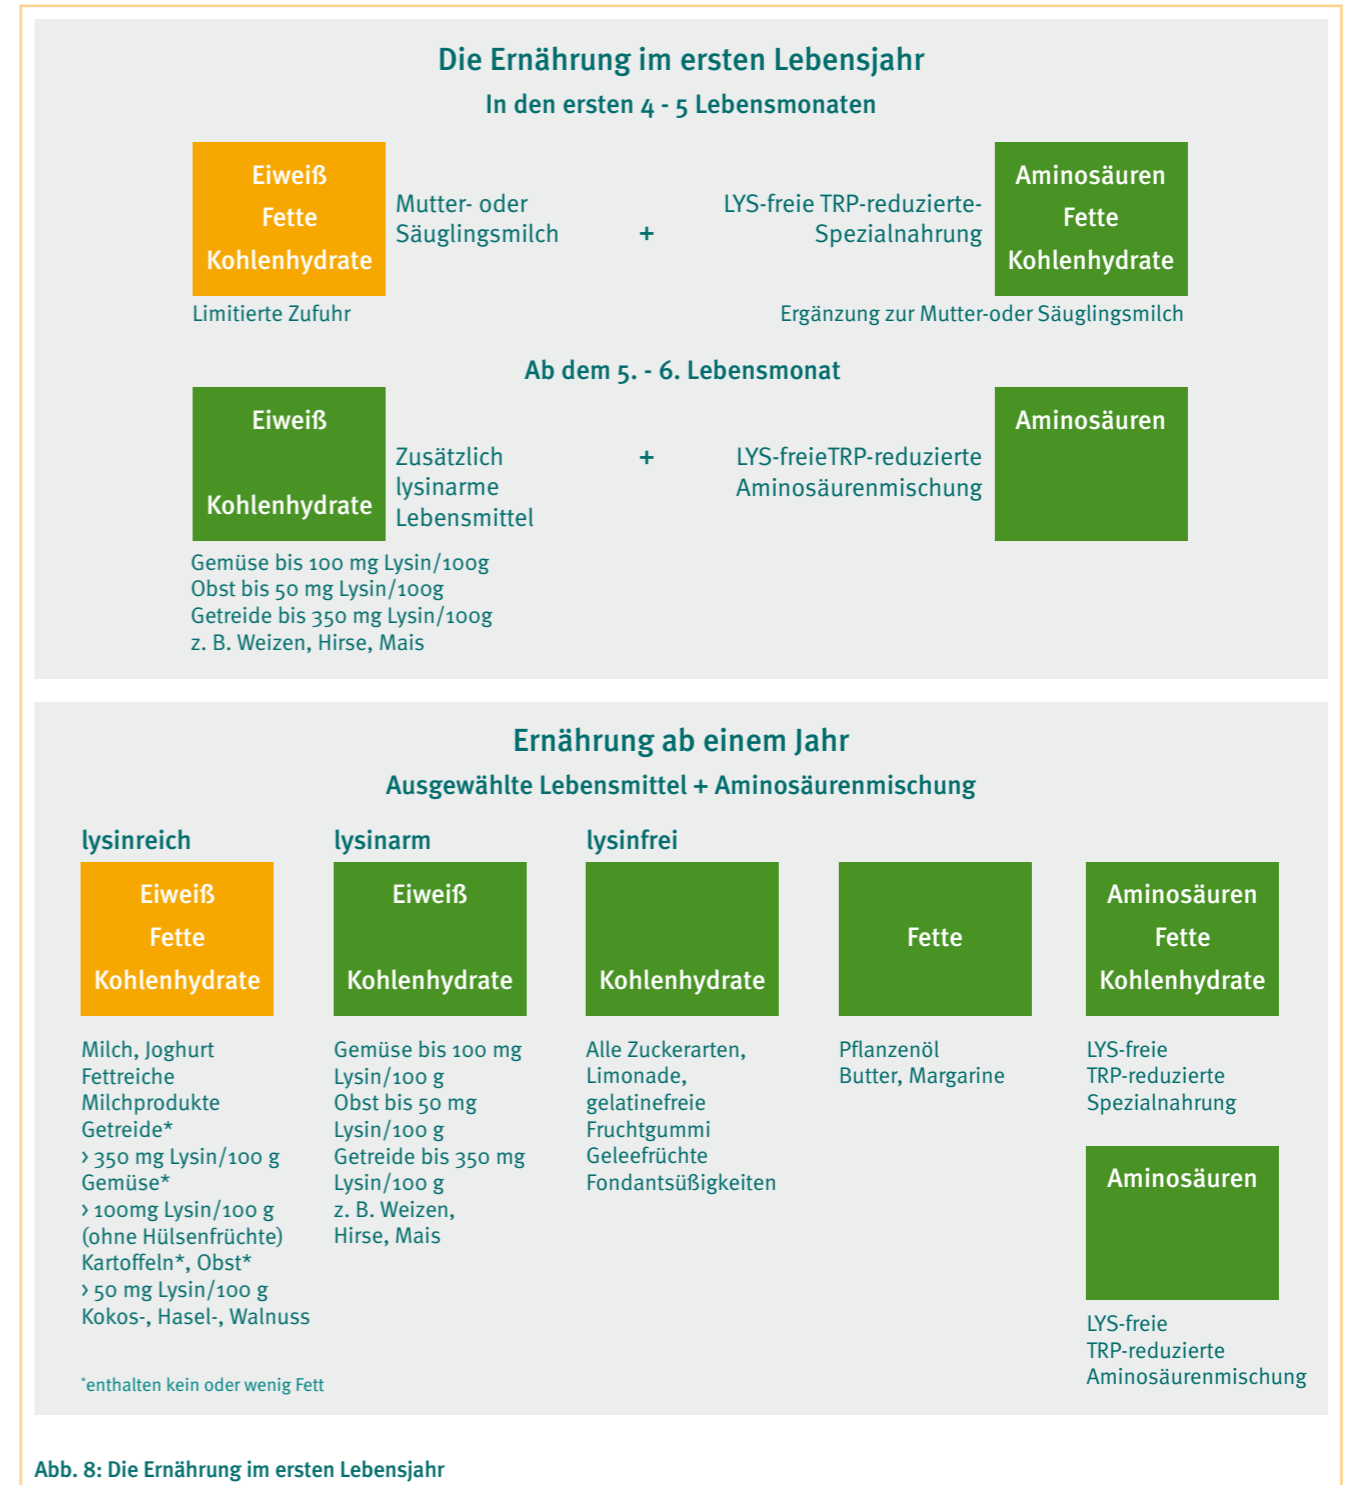 Die Ernährung im ersten Lebensjahr
In den ersten 4 - 5 Lebensmonaten
Eiweiß
Fette
Kohlenhydrate
Mutter- oder
Säuglingsmilch
+
LYS-freie TRP-reduzierte-
Spezialnahrung
Aminosäuren
Fette
Kohlenhydrate
Limitierte Zufuhr
Ergänzung zur Mutter-oder Säuglingsmilch
Ab dem 5. - 6. Lebensmonat
Eiweiß
Kohlenhydrate
Zusätzlich
lysinarme
Lebensmittel
+
LYS-freieTRP-reduzierte
Aminosäurenmischung
Aminosäuren
Gemüse bis 100 mg Lysin/100g
Obst bis 50 mg Lysin/100g
Getreide bis 350 mg Lysin/100g
z. B. Weizen, Hirse, Mais
Ernährung ab einem Jahr
Ausgewählte Lebensmittel + Aminosäurenmischung
lysinreich
Eiweiß
Fette
Kohlenhydrate
Milch, Joghurt
Fettreiche
Milchprodukte
Getreide*
> 350 mg Lysin/100 g
Gemüse*
> 100mg Lysin/100 g
(ohne Hülsenfrüchte)
Kartoffeln*, Obst*
> 50 mg Lysin/100 g
Kokos-, Hasel-, Walnuss
lysinarm
Eiweiß
Kohlenhydrate
Gemüse bis 100 mg
Lysin/100 g
Obst bis 50 mg
Lysin/100 g
Getreide bis 350 mg
Lysin/100 g
z. B. Weizen,
Hirse, Mais
lysinfrei
Kohlenhydrate
Alle Zuckerarten,
Limonade,
gelatinefreie
Fruchtgummi
Geleefrüchte
Fondantsüßigkeiten
Fette
Pflanzenöl
Butter, Margarine
Aminosäuren
Fette
Kohlenhydrate
LYS-freie
TRP-reduzierte
Spezialnahrung
Aminosäuren
LYS-freie
TRP-reduzierte
Aminosäurenmischung
*enthalten kein oder wenig Fett
Abb. 8: Die Ernährung im ersten Lebensjahr